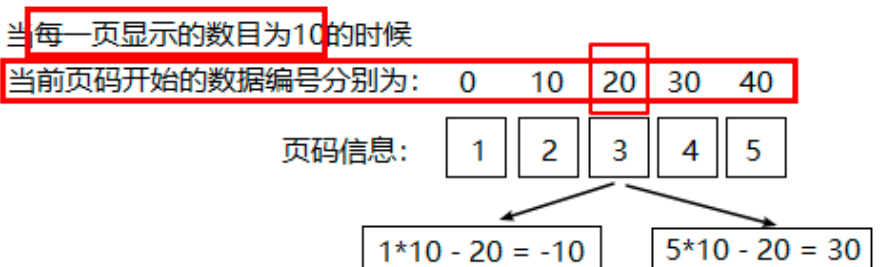 当每一页显示的数目为10的时候
当前页码开始的数据编号分别为： 0 10 20 30 40
页码信息： 1 2 3 4 5
1*10 - 20 = -10 5*10 - 20 = 30